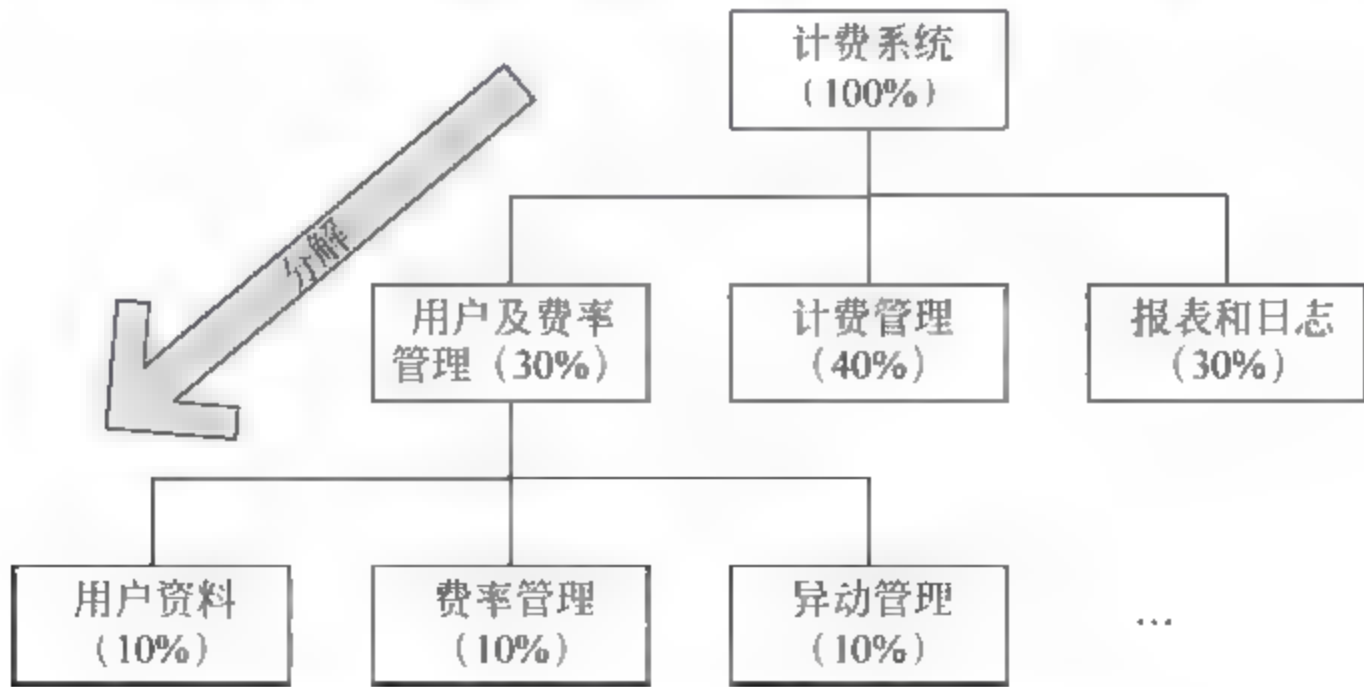 计费系统
（100%）
分解
用户及费率
管理（30%）
计费管理
（40%）
报表和日志
（30%）
用户资料
（10%）
费率管理
（10%）
异动管理
（10%）
…